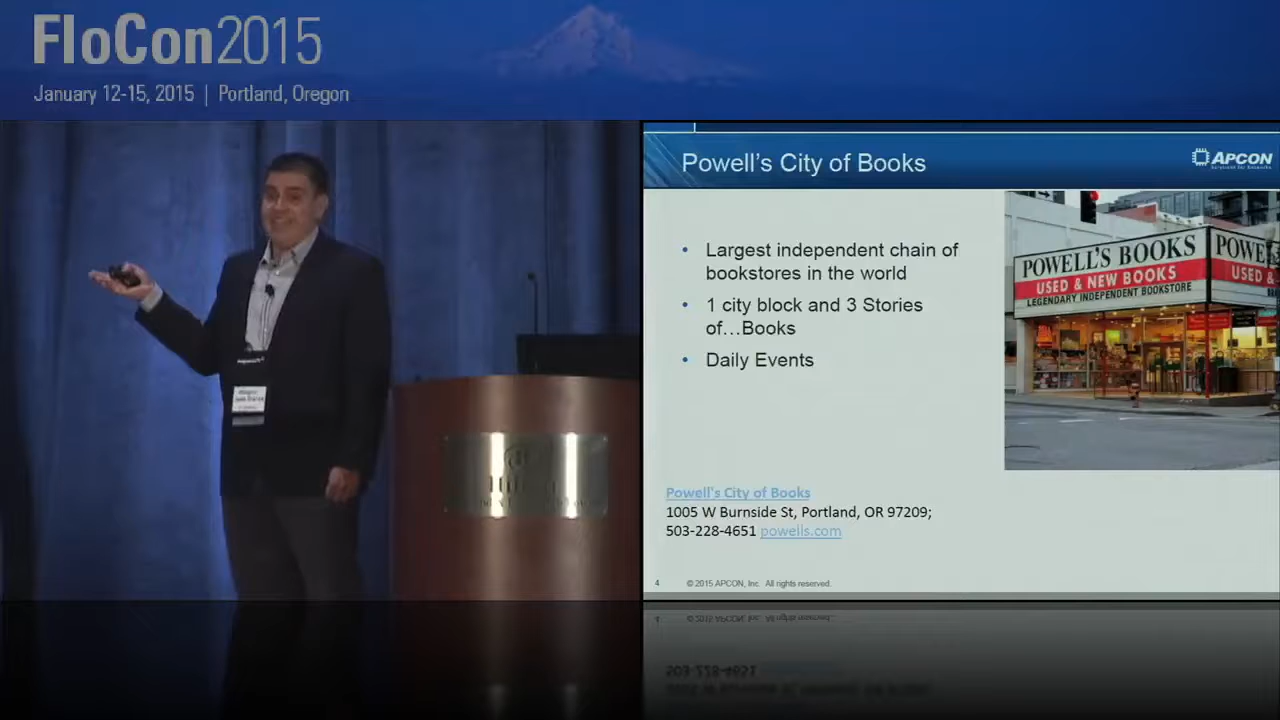 FloCon2015
January 12-15, 2015 | Portland, Oregon
Powell's City of Books
APCON
• Largest independent chain of
bookstores in the world
• 1 city block and 3 Stories
of…Books
• Daily Events
POWELL'S BOOKS
USED & NEW BOOKS
LEGENDARY INDEPENDENT BOOKSTORE
POWE
USED &
Powell's City of Books
1005 W Burnside St, Portland, OR 97209;
503-228-4651 powells.com
4 © 2015 APCON, Inc. All rights reserved.